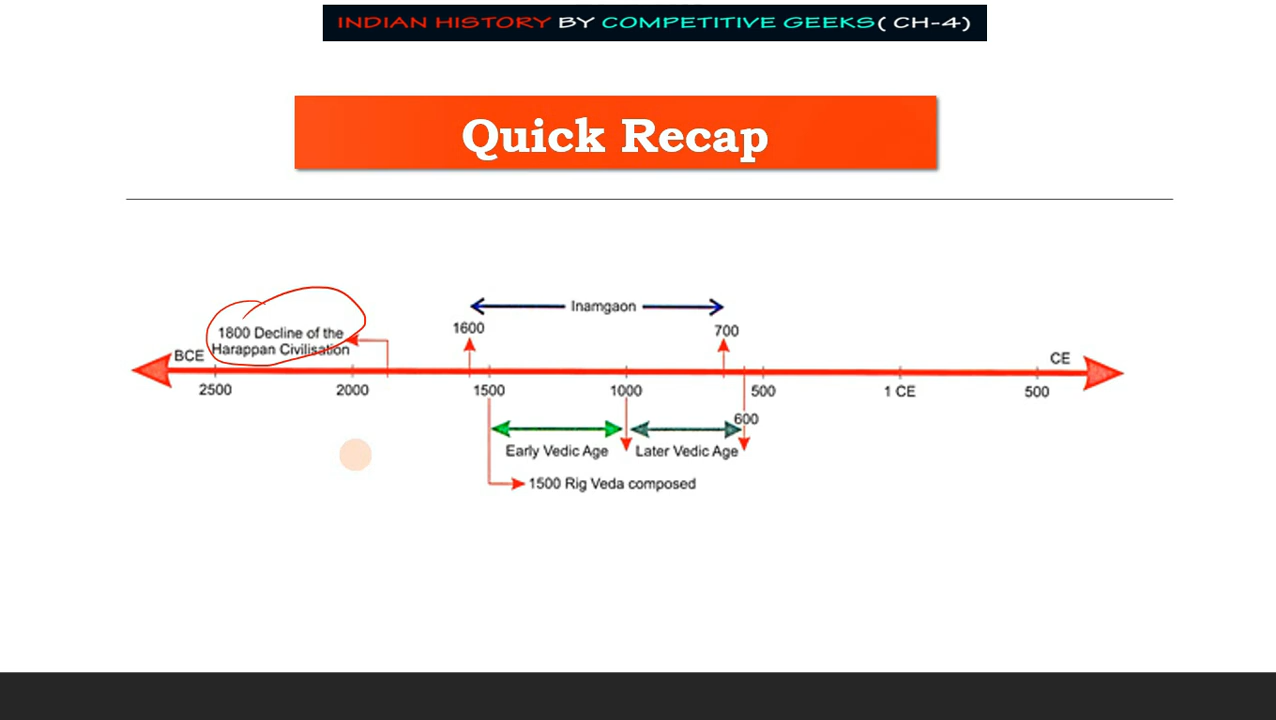 INDIAN HISTORY BY COMPETITIVE GEEKS( CH-4)
Quick Recap
Inamgaon
1600
700
1800 Decline of the
Harappan Civilisation
BCE
CE
2500 2000 1500 1000 500 1 CE 500
600
Early Vedic Age Later Vedic Age
1500 Rig Veda composed